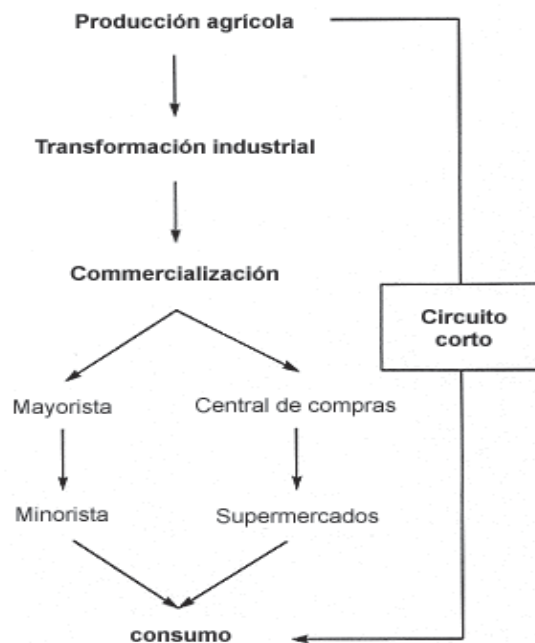 Producción agrícola
Transformación industrial
Commercialización
Circuito
corto
Mayorista
Central de compras
Minorista
Supermercados
consumo